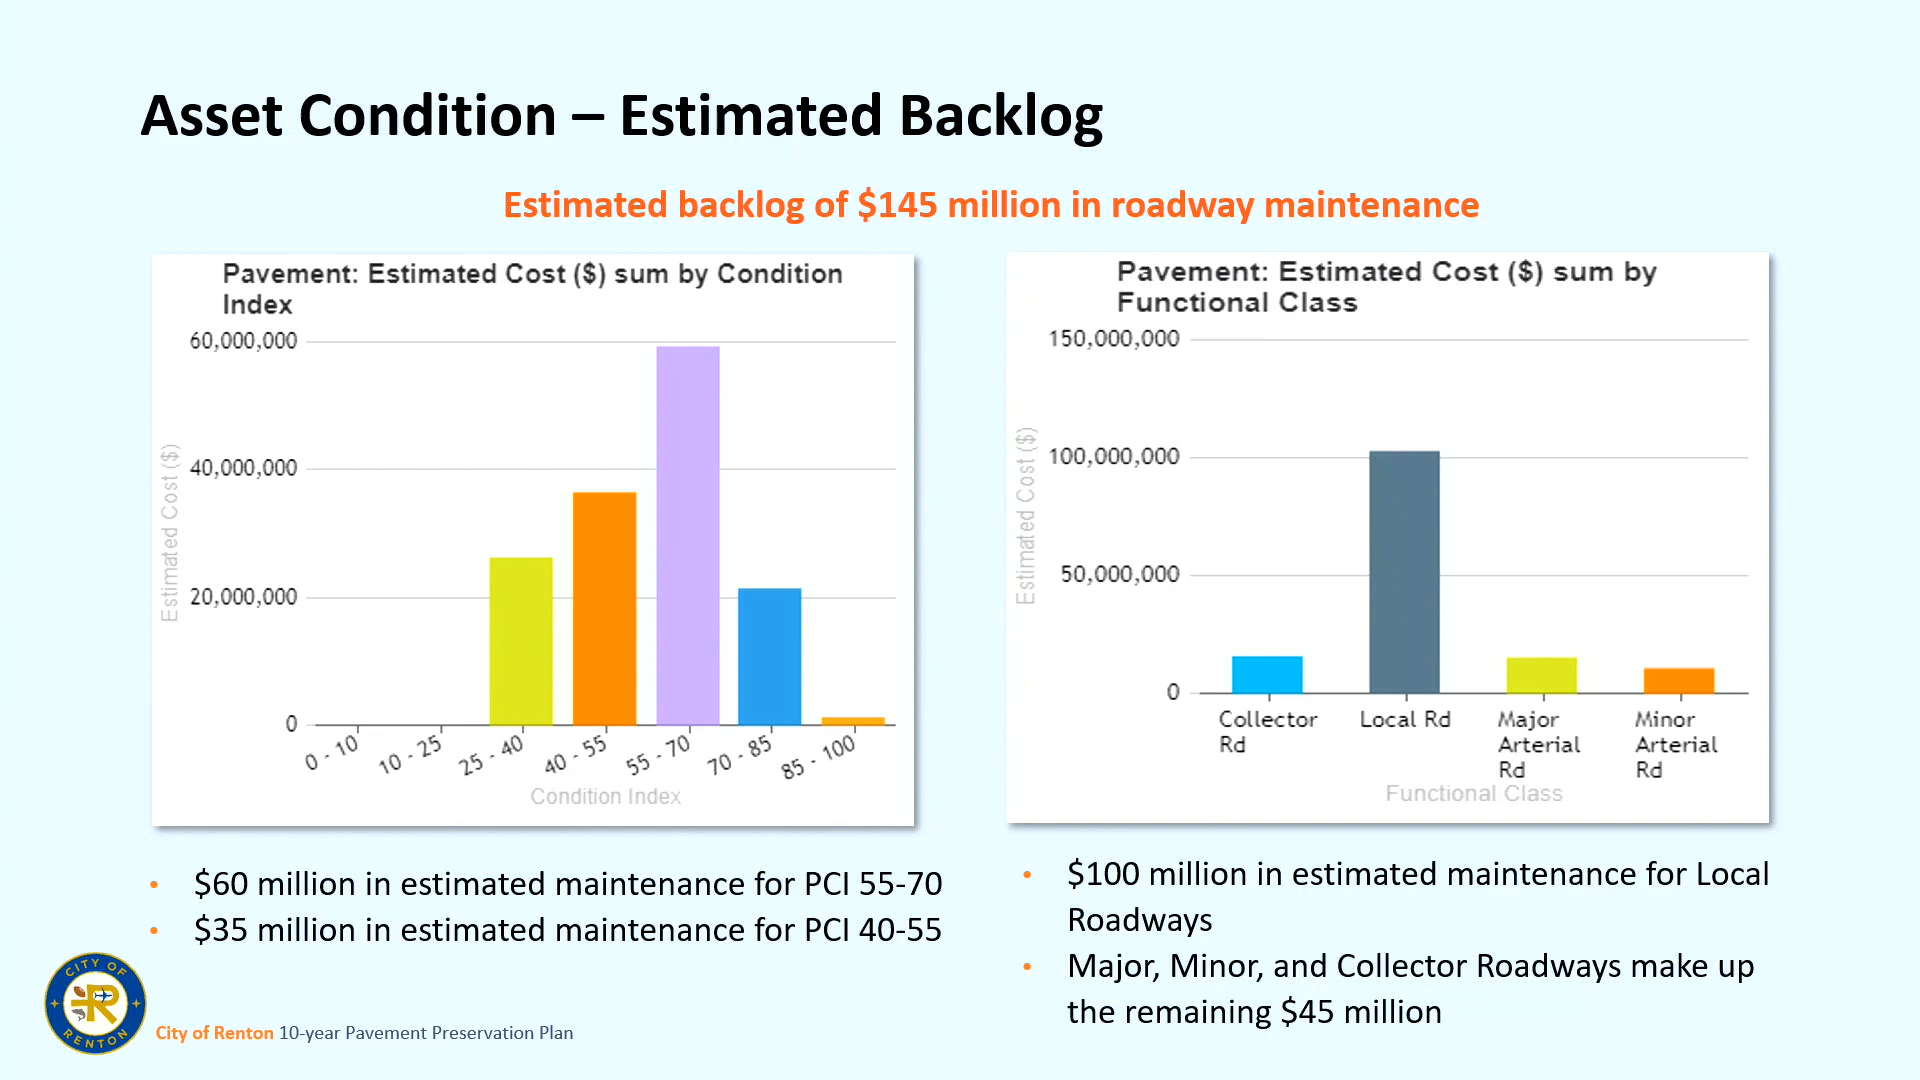 Asset Condition – Estimated Backlog
Estimated backlog of $145 million in roadway maintenance
Pavement: Estimated Cost ($) sum by Condition
Index
60,000,000
40,000,000
20,000,000
0
Estimated Cost ($)
0 - 10
10 - 25
25 - 40
40 - 55
55 - 70
70 - 85
85 - 100
Condition Index
Pavement: Estimated Cost ($) sum by
Functional Class
150,000,000
100,000,000
50,000,000
0
Estimated Cost ($)
Collector
Rd
Local Rd
Major
Arterial
Rd
Minor
Arterial
Rd
Functional Class
• $60 million in estimated maintenance for PCI 55-70
• $35 million in estimated maintenance for PCI 40-55
• $100 million in estimated maintenance for Local
Roadways
• Major, Minor, and Collector Roadways make up
the remaining $45 million
CITY OF
R
RENTON
City of Renton 10-year Pavement Preservation Plan